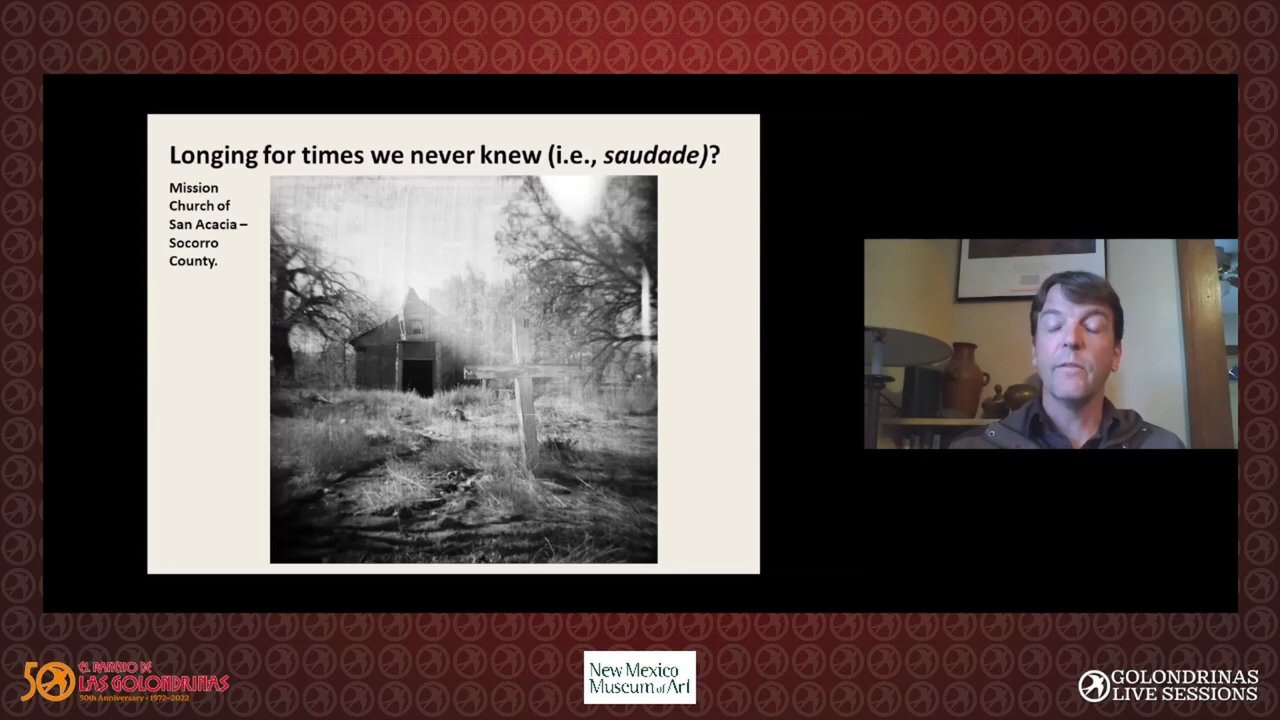 Longing for times we never knew (i.e., saudade)?
Mission
Church of
San Acacia –
Socorro
County.
50
EL RANCHO DE
LAS GOLONDRINAS
50th Anniversary • 1972-2022
New Mexico
Museum of Art
GOLONDRINAS
LIVE SESSIONS